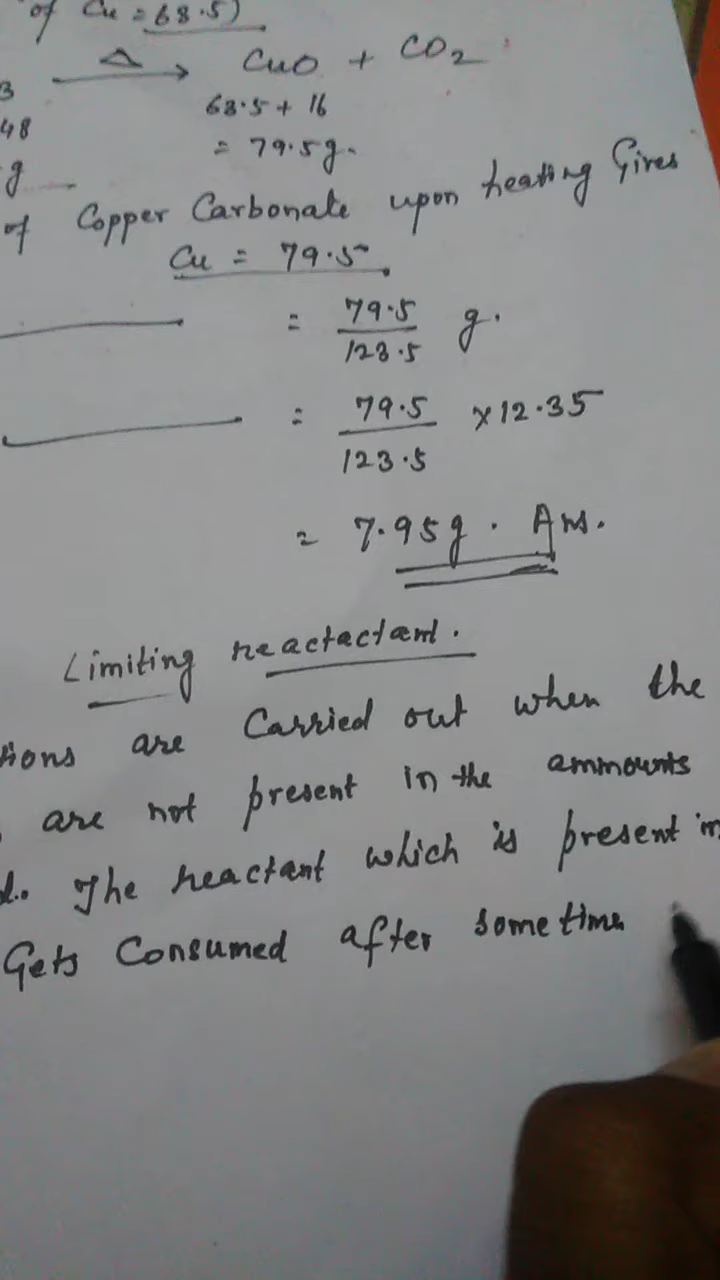 of Cu = 68.5)
3 Δ → CuO + CO2
48 63.5 + 16
g = 79.5g.
of Copper Carbonate upon heating Gives
Cu = 79.5
= 79.5/123.5 g.
= 79.5/123.5 × 12.35
= 7.95g. Ans.
Limiting reactactant.
tions are Carried out when the
are not present in the ammounts
d.. The reactant which is present in
Gets Consumed after sometime